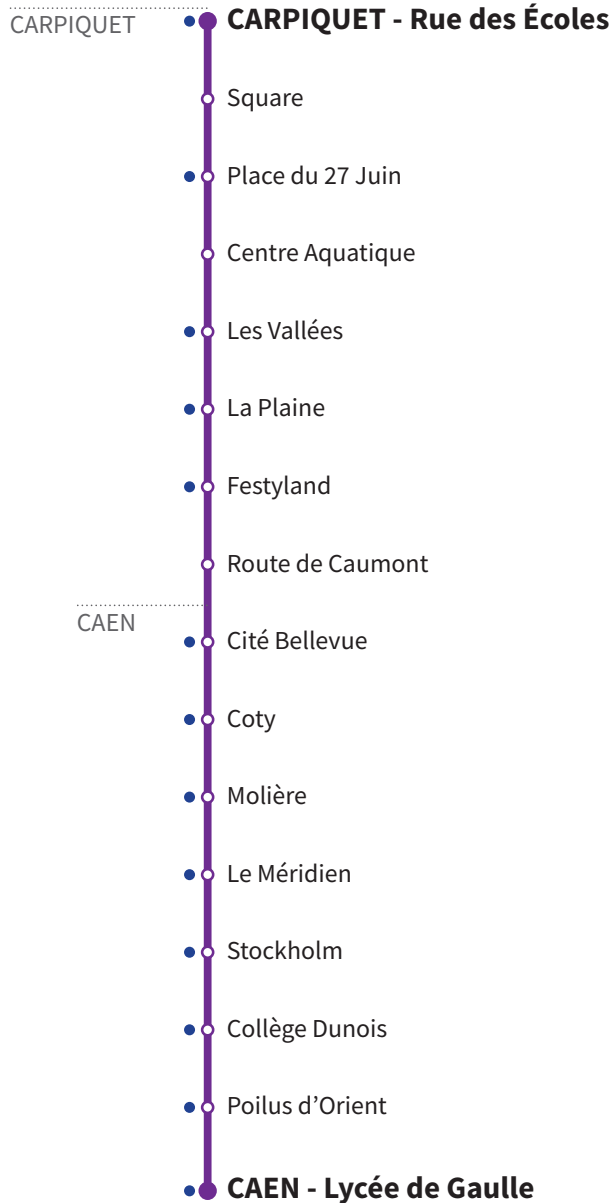 CARPIQUET
CARPIQUET - Rue des Écoles
Square
Place du 27 Juin
Centre Aquatique
Les Vallées
La Plaine
Festyland
Route de Caumont
CAEN
Cité Bellevue
Coty
Molière
Le Méridien
Stockholm
Collège Dunois
Poilus d’Orient
CAEN - Lycée de Gaulle